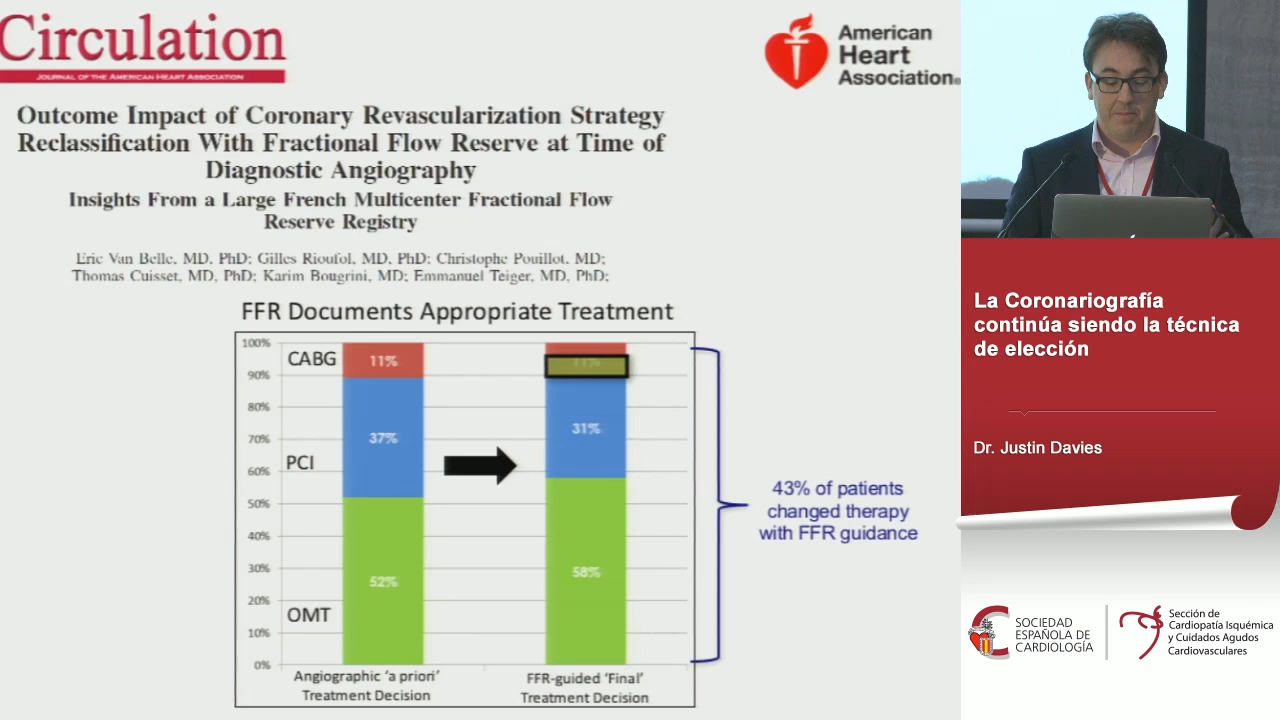 Circulation
JOURNAL OF THE AMERICAN HEART ASSOCIATION
American
Heart
Association®
Outcome Impact of Coronary Revascularization Strategy
Reclassification With Fractional Flow Reserve at Time of
Diagnostic Angiography
Insights From a Large French Multicenter Fractional Flow
Reserve Registry
Eric Van Belle, MD, PhD; Gilles Rioufol, MD, PhD; Christophe Pouillot, MD;
Thomas Cuisset, MD, PhD; Karim Bougrini, MD; Emmanuel Teiger, MD, PhD;
FFR Documents Appropriate Treatment
100%
90%
80%
70%
60%
50%
40%
30%
20%
10%
0%
CABG
PCI
OMT
11%
37%
52%
11%
31%
58%
Angiographic ‘a priori’
Treatment Decision
FFR-guided ‘Final’
Treatment Decision
43% of patients
changed therapy
with FFR guidance
La Coronariografía
continúa siendo la técnica
de elección
Dr. Justin Davies
SOCIEDAD
ESPAÑOLA DE
CARDIOLOGÍA
Sección de
Cardiopatía Isquémica
y Cuidados Agudos
Cardiovasculares